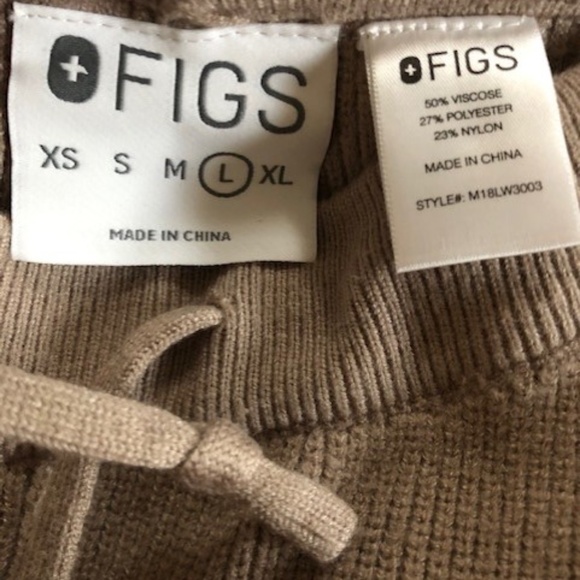 FIGS
XS S M L XL
MADE IN CHINA
FIGS
50% VISCOSE
27% POLYESTER
23% NYLON
MADE IN CHINA
STYLE#: M18LW3003